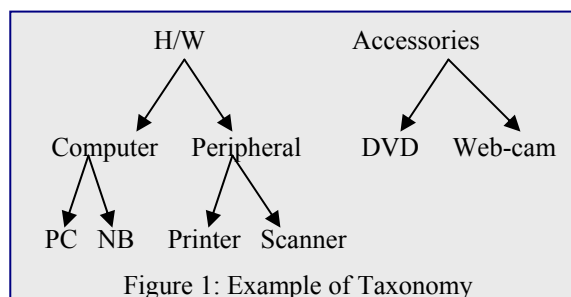 H/W Accessories
Computer Peripheral DVD Web-cam
PC NB Printer Scanner
Figure 1: Example of Taxonomy